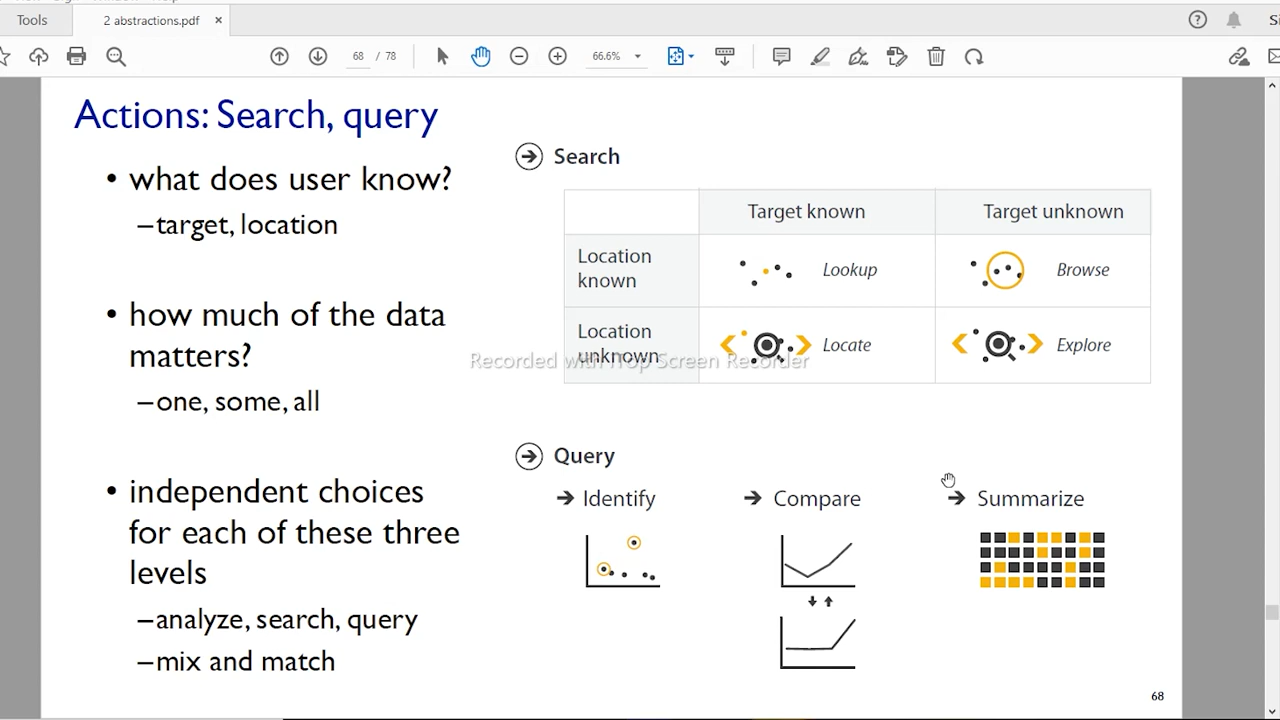 Tools
2 abstractions.pdf ×
68 / 78
66.6%
Actions: Search, query
• what does user know?
–target, location
• how much of the data
matters?
–one, some, all
• independent choices
for each of these three
levels
–analyze, search, query
–mix and match
Search
Target known Target unknown
Location
known
Lookup
Browse
Location
unknown
Locate
Explore
Recorded with iTop Screen Recorder
Query
Identify
Compare
Summarize
68